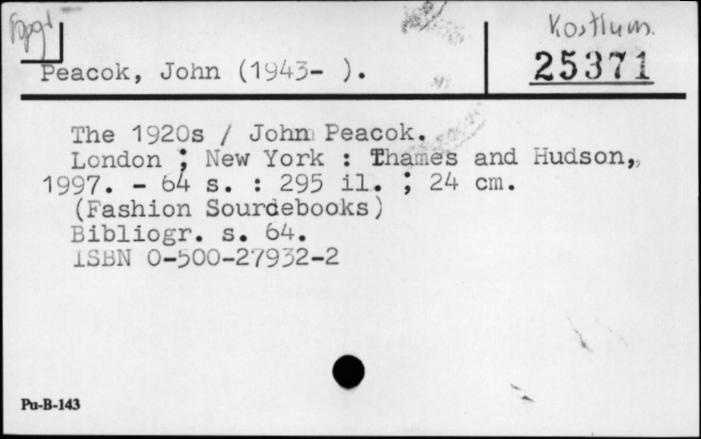 Kostium.
25371
Peacok, John (1943- ).
The 1920s / John Peacok.
London ; New York : Thames and Hudson,
1997. - 64 s. : 295 il. ; 24 cm.
(Fashion Sourdebooks)
Bibliogr. s. 64.
ISBN 0-500-27932-2
Pu-B-143